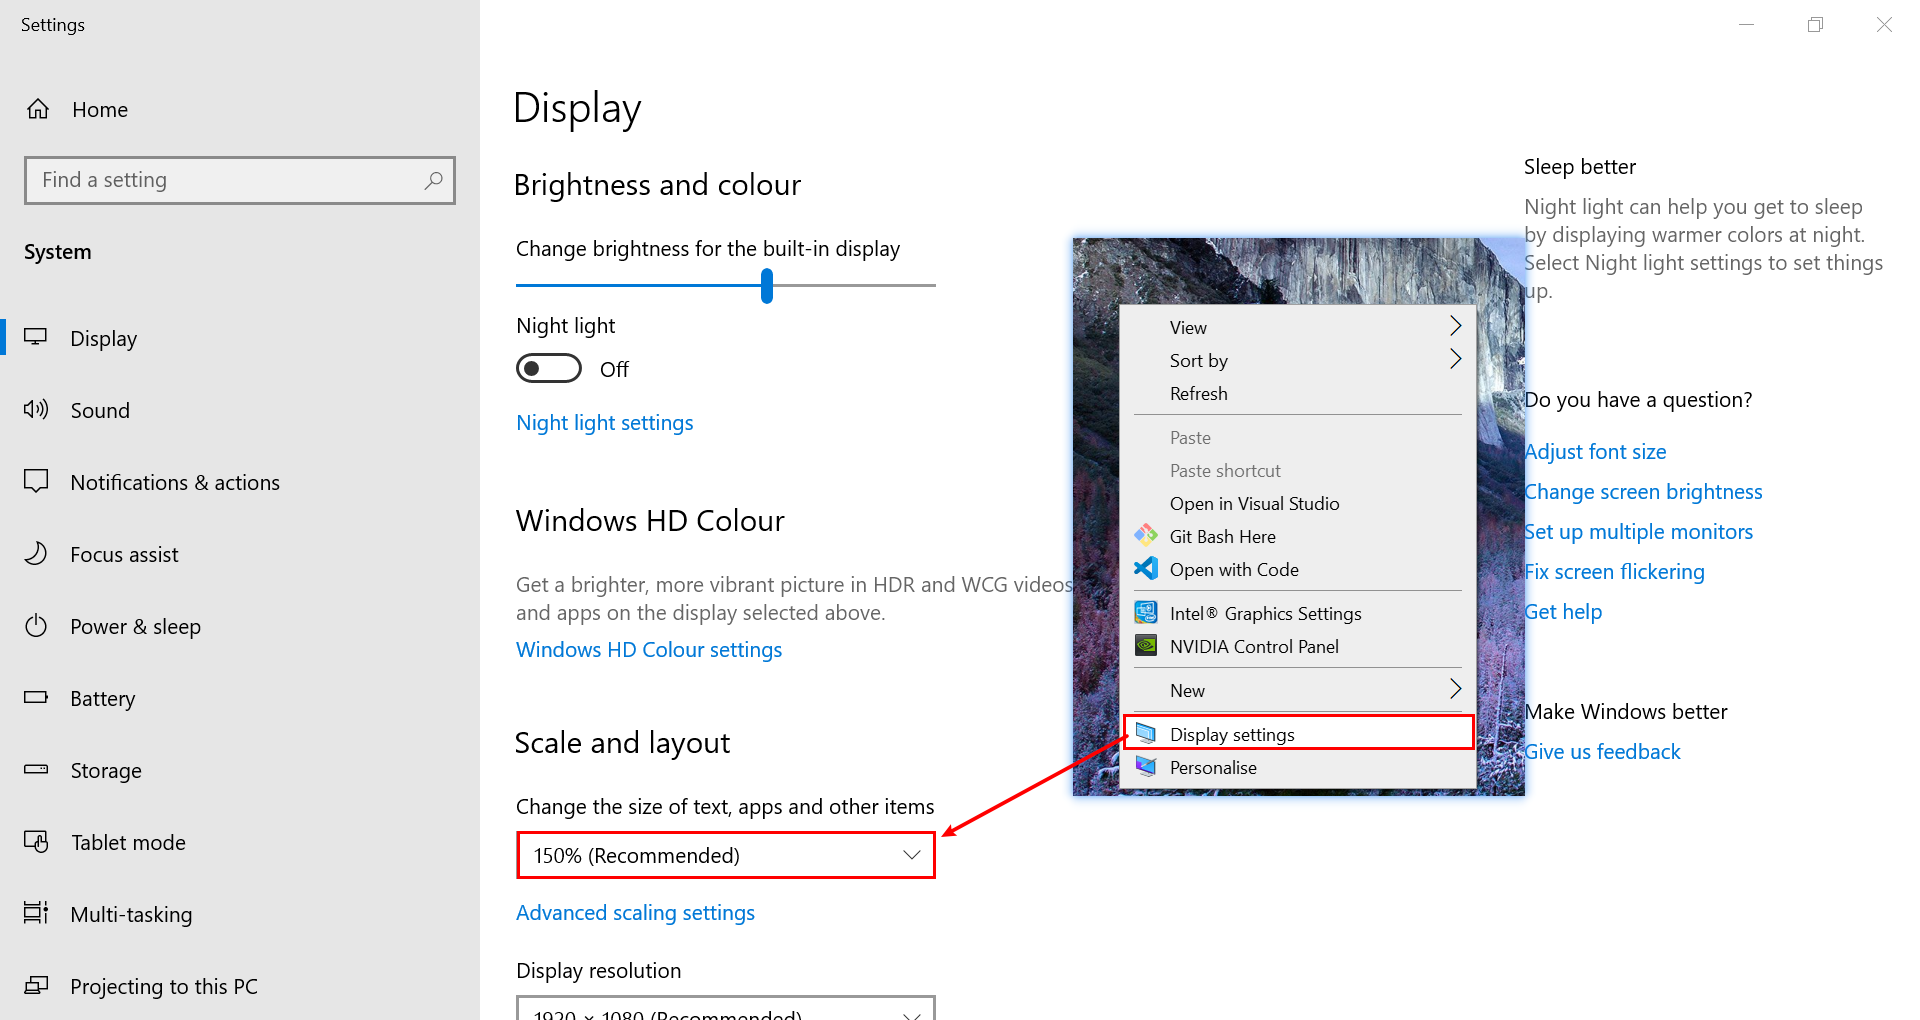 Settings
Home
Find a setting
System
Display
Sound
Notifications & actions
Focus assist
Power & sleep
Battery
Storage
Tablet mode
Multi-tasking
Projecting to this PC
Display
Brightness and colour
Change brightness for the built-in display
Night light
Off
Night light settings
Windows HD Colour
Get a brighter, more vibrant picture in HDR and WCG videos
and apps on the display selected above.
Windows HD Colour settings
Scale and layout
Change the size of text, apps and other items
150% (Recommended)
Advanced scaling settings
Display resolution
1920 × 1080 (Recommended)
View
Sort by
Refresh
Paste
Paste shortcut
Open in Visual Studio
Git Bash Here
Open with Code
Intel® Graphics Settings
NVIDIA Control Panel
New
Display settings
Personalise
Sleep better
Night light can help you get to sleep
by displaying warmer colors at night.
Select Night light settings to set things
up.
Do you have a question?
Adjust font size
Change screen brightness
Set up multiple monitors
Fix screen flickering
Get help
Make Windows better
Give us feedback